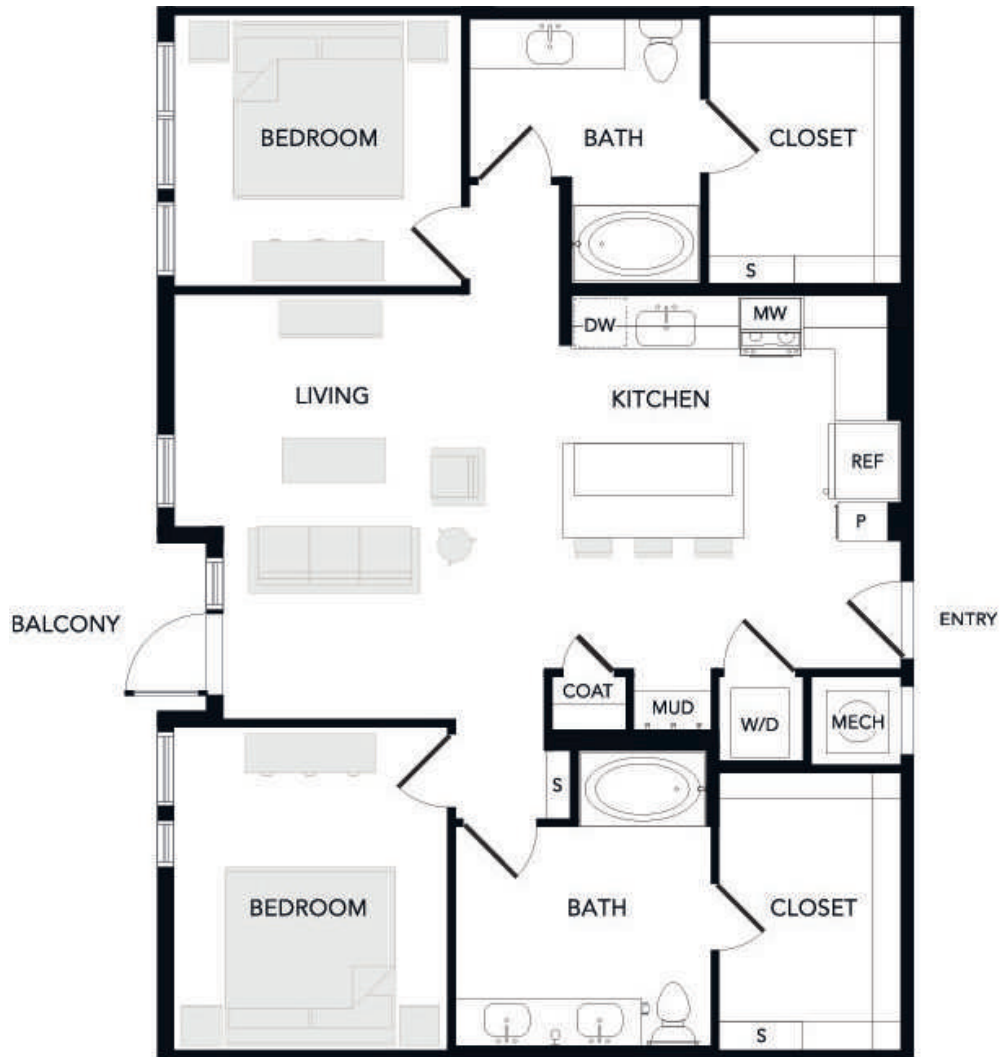 BEDROOM
BATH
CLOSET
S
DW
MW
LIVING
KITCHEN
REF
P
BALCONY
ENTRY
COAT
MUD
W/D
MECH
S
BEDROOM
BATH
CLOSET
S